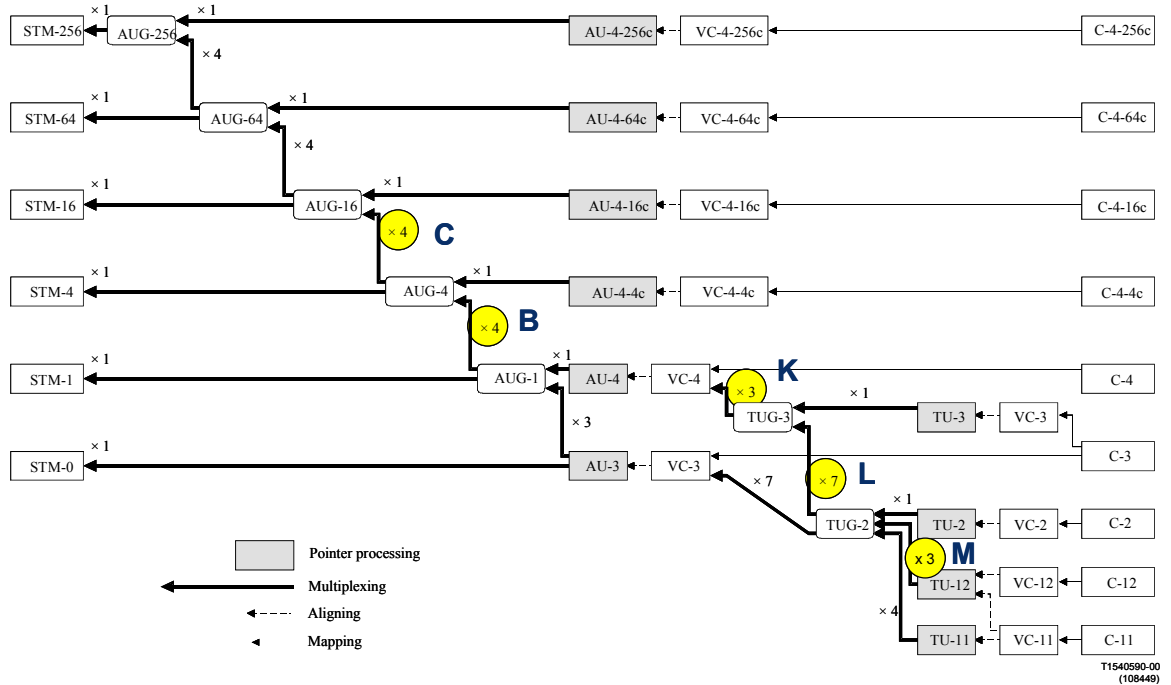 × 1
× 1
STM-256
AUG-256
AU-4-256c
VC-4-256c
C-4-256c
× 4
× 1
× 1
STM-64
AUG-64
AU-4-64c
VC-4-64c
C-4-64c
× 4
× 1
× 1
STM-16
AUG-16
AU-4-16c
VC-4-16c
C-4-16c
× 4
C
× 1
× 1
STM-4
AUG-4
AU-4-4c
VC-4-4c
C-4-4c
× 4
B
× 1
× 1
STM-1
AUG-1
AU-4
VC-4
K
C-4
× 3
× 1
TUG-3
TU-3
VC-3
× 3
× 1
STM-0
AU-3
VC-3
C-3
× 7
× 7
L
× 1
TUG-2
TU-2
VC-2
C-2
x 3
M
TU-12
VC-12
C-12
× 4
TU-11
VC-11
C-11
Pointer processing
Multiplexing
Aligning
Mapping
T1540590-00
(108449)